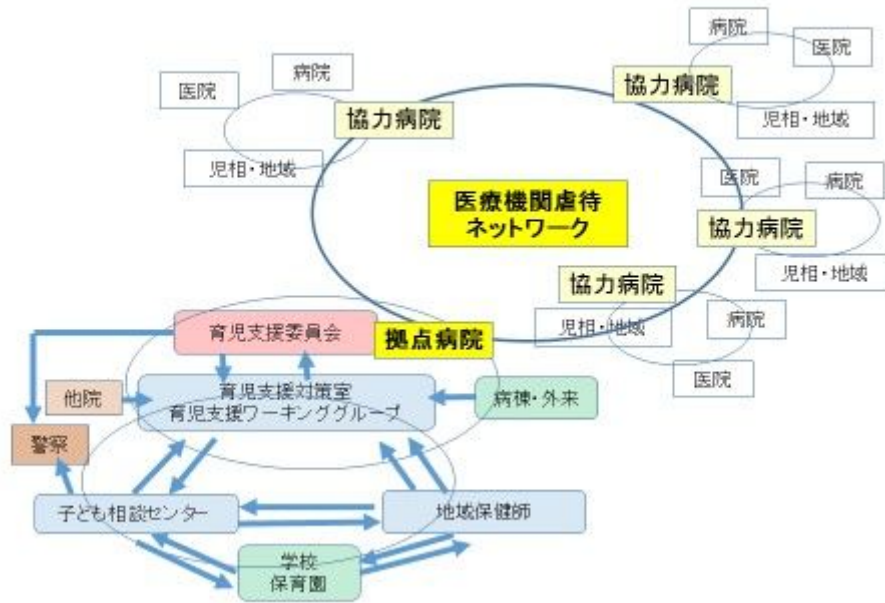 病院
医院
協力病院
児相・地域
病院
医院
協力病院
児相・地域
医院
病院
協力病院
児相・地域
医療機関虐待
ネットワーク
協力病院
児相・地域
病院
医院
拠点病院
育児支援委員会
育児支援対策室
育児支援ワーキンググループ
他院
病棟・外来
警察
子ども相談センター
地域保健師
学校
保育園